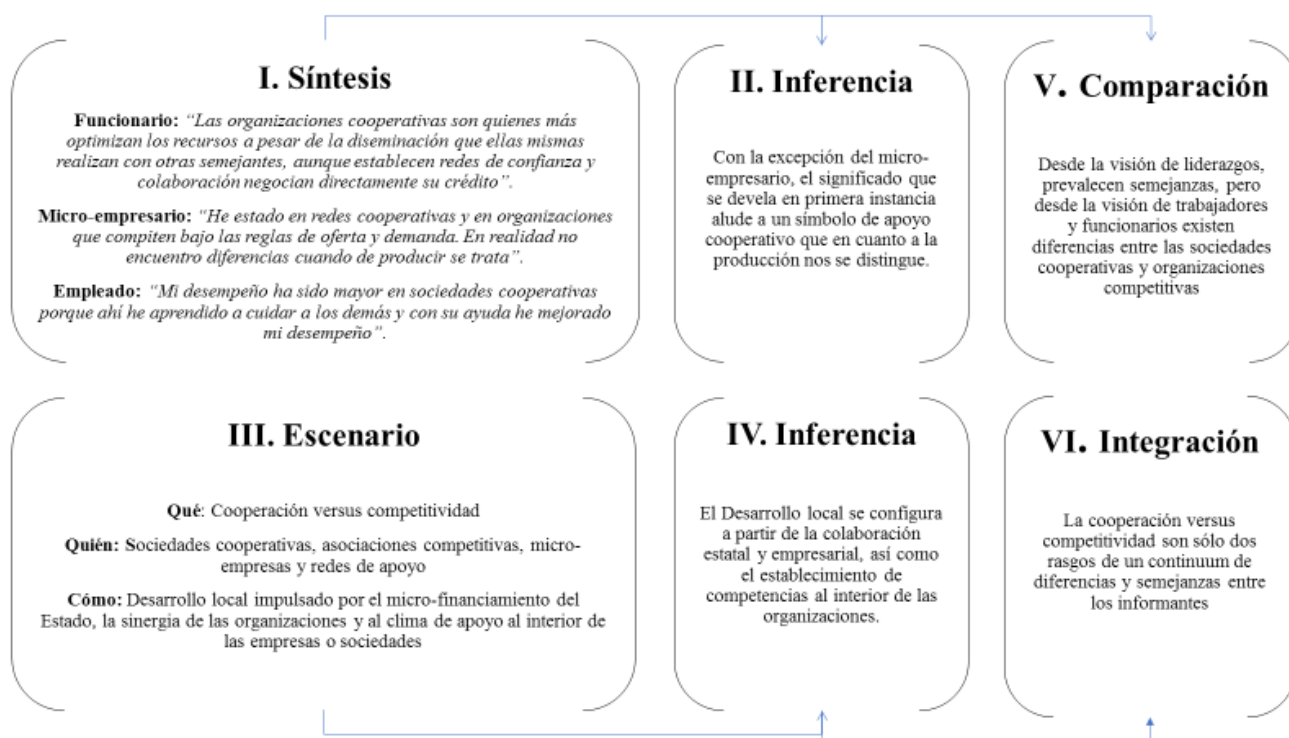 I. Síntesis
Funcionario: “Las organizaciones cooperativas son quienes más
optimizan los recursos a pesar de la diseminación que ellas mismas
realizan con otras semejantes, aunque establecen redes de confianza y
colaboración negocian directamente su crédito”.
Micro-empresario: “He estado en redes cooperativas y en organizaciones
que compiten bajo las reglas de oferta y demanda. En realidad no
encuentro diferencias cuando de producir se trata”.
Empleado: “Mi desempeño ha sido mayor en sociedades cooperativas
porque ahí he aprendido a cuidar a los demás y con su ayuda he mejorado
mi desempeño”.
II. Inferencia
Con la excepción del micro-
empresario, el significado que
se devela en primera instancia
alude a un símbolo de apoyo
cooperativo que en cuanto a la
producción nos se distingue.
V. Comparación
Desde la visión de liderazgos,
prevalecen semejanzas, pero
desde la visión de trabajadores
y funcionarios existen
diferencias entre las sociedades
cooperativas y organizaciones
competitivas
III. Escenario
Qué: Cooperación versus competitividad
Quién: Sociedades cooperativas, asociaciones competitivas, micro-
empresas y redes de apoyo
Cómo: Desarrollo local impulsado por el micro-financiamiento del
Estado, la sinergia de las organizaciones y al clima de apoyo al interior de
las empresas o sociedades
IV. Inferencia
El Desarrollo local se configura
a partir de la colaboración
estatal y empresarial, así como
el establecimiento de
competencias al interior de las
organizaciones.
VI. Integración
La cooperación versus
competitividad son sólo dos
rasgos de un continuum de
diferencias y semejanzas entre
los informantes